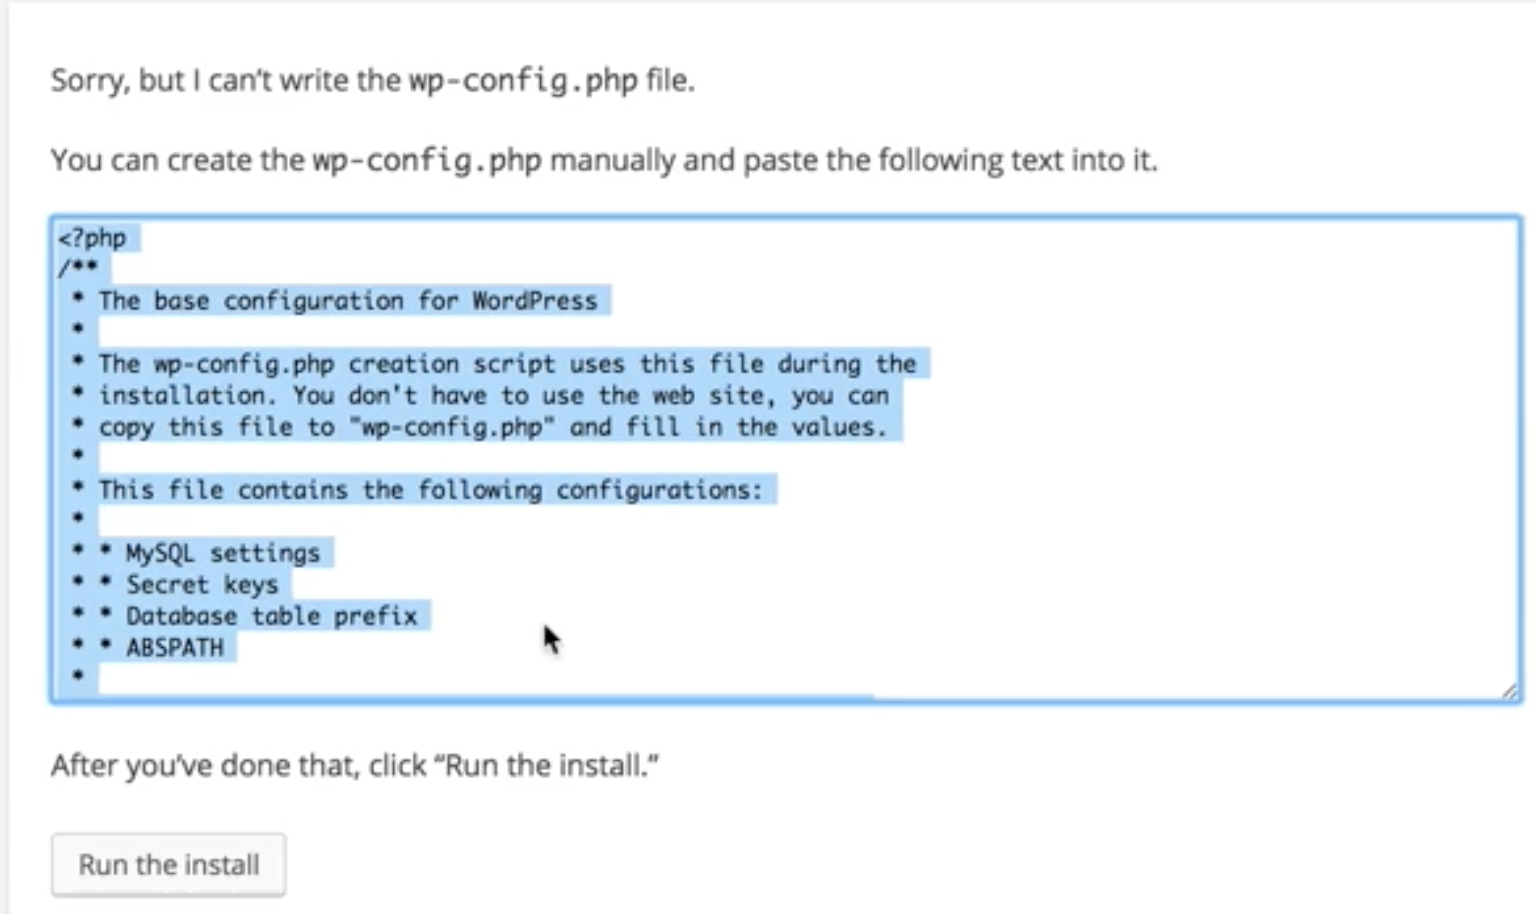 Sorry, but I can’t write the wp-config.php file.
You can create the wp-config.php manually and paste the following text into it.
<?php
/**
 * The base configuration for WordPress
 *
 * The wp-config.php creation script uses this file during the
 * installation. You don't have to use the web site, you can
 * copy this file to "wp-config.php" and fill in the values.
 *
 * This file contains the following configurations:
 *
 * * MySQL settings
 * * Secret keys
 * * Database table prefix
 * * ABSPATH
 *
After you’ve done that, click “Run the install.”
Run the install